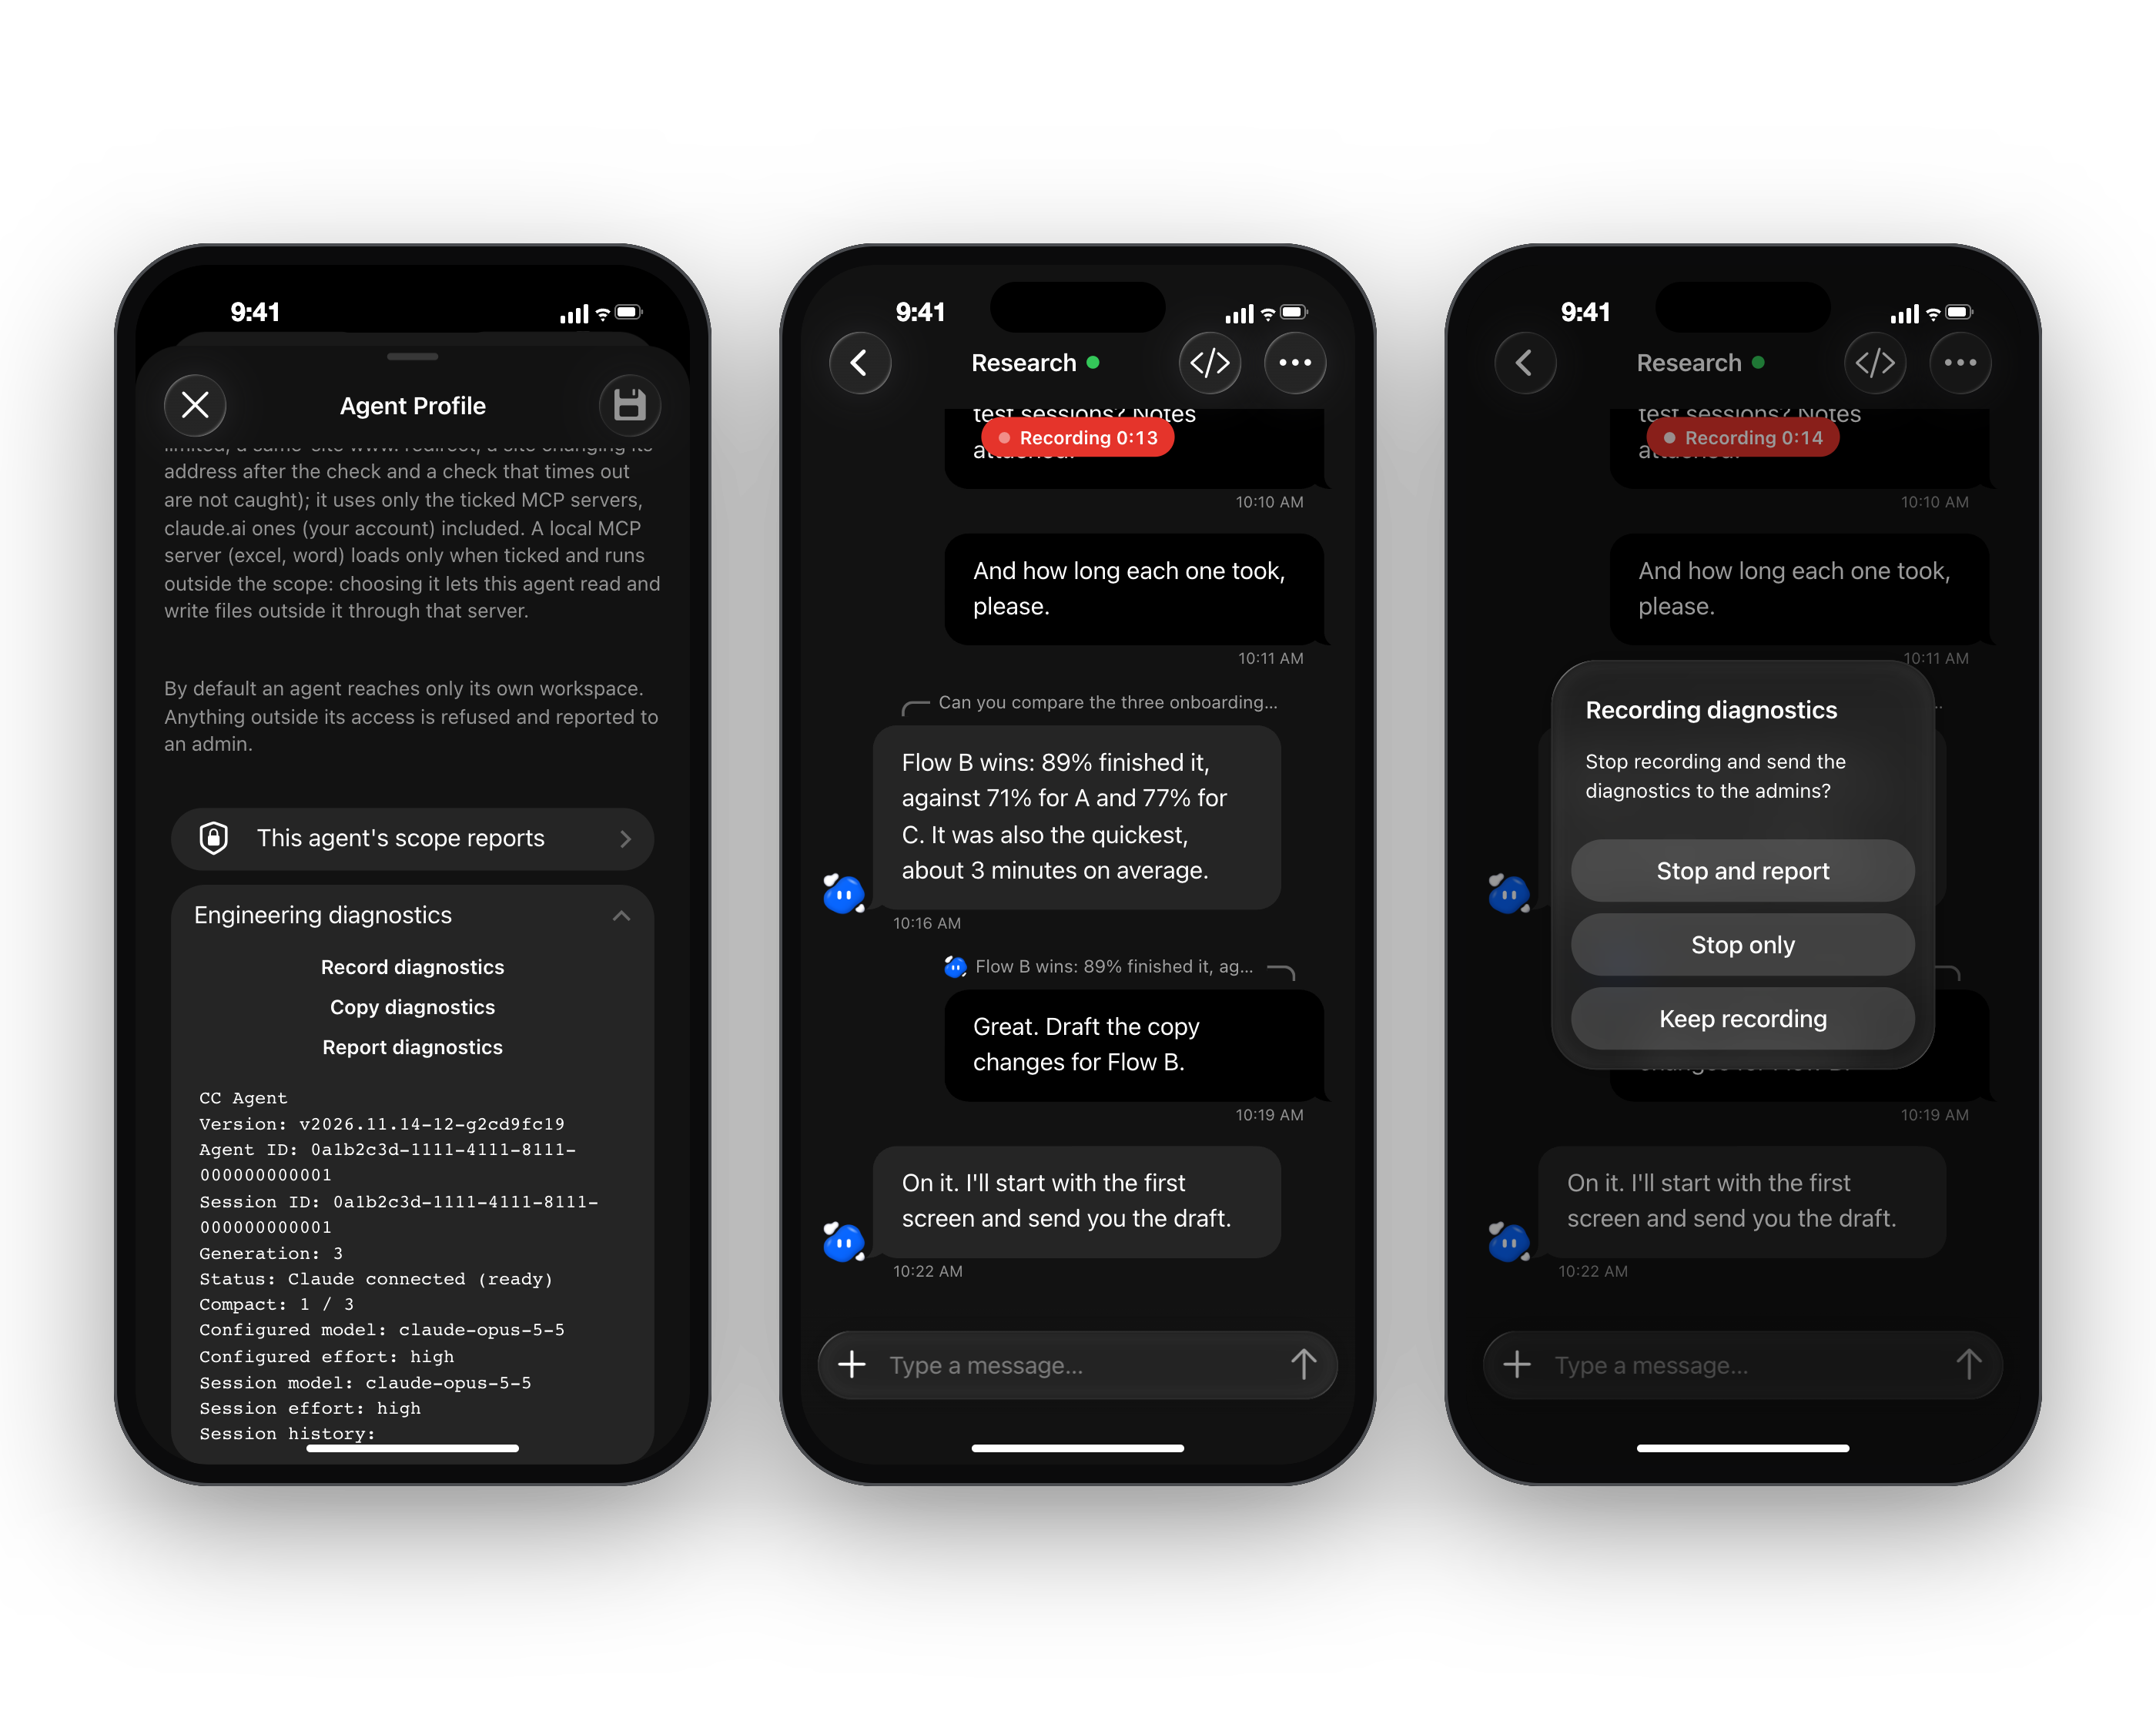 9:41
Agent Profile
address after the check and a check that times out
are not caught); it uses only the ticked MCP servers,
claude.ai ones (your account) included. A local MCP
server (excel, word) loads only when ticked and runs
outside the scope: choosing it lets this agent read and
write files outside it through that server.
By default an agent reaches only its own workspace.
Anything outside its access is refused and reported to
an admin.
This agent's scope reports
Engineering diagnostics
Record diagnostics
Copy diagnostics
Report diagnostics
CC Agent
Version: v2026.11.14-12-g2cd9fc19
Agent ID: 0a1b2c3d-1111-4111-8111-
000000000001
Session ID: 0a1b2c3d-1111-4111-8111-
000000000001
Generation: 3
Status: Claude connected (ready)
Compact: 1 / 3
Configured model: claude-opus-5-5
Configured effort: high
Session model: claude-opus-5-5
Session effort: high
Session history:
9:41
Research
test sessions? Notes
Recording 0:13
10:10 AM
And how long each one took,
please.
10:11 AM
Can you compare the three onboarding...
Flow B wins: 89% finished it,
against 71% for A and 77% for
C. It was also the quickest,
about 3 minutes on average.
10:16 AM
Flow B wins: 89% finished it, ag...
Great. Draft the copy
changes for Flow B.
10:19 AM
On it. I'll start with the first
screen and send you the draft.
10:22 AM
Type a message...
9:41
Research
test sessions? Notes
Recording 0:14
10:10 AM
And how long each one took,
please.
10:11 AM
Recording diagnostics
Stop recording and send the
diagnostics to the admins?
Stop and report
Stop only
Keep recording
10:19 AM
On it. I'll start with the first
screen and send you the draft.
10:22 AM
Type a message...